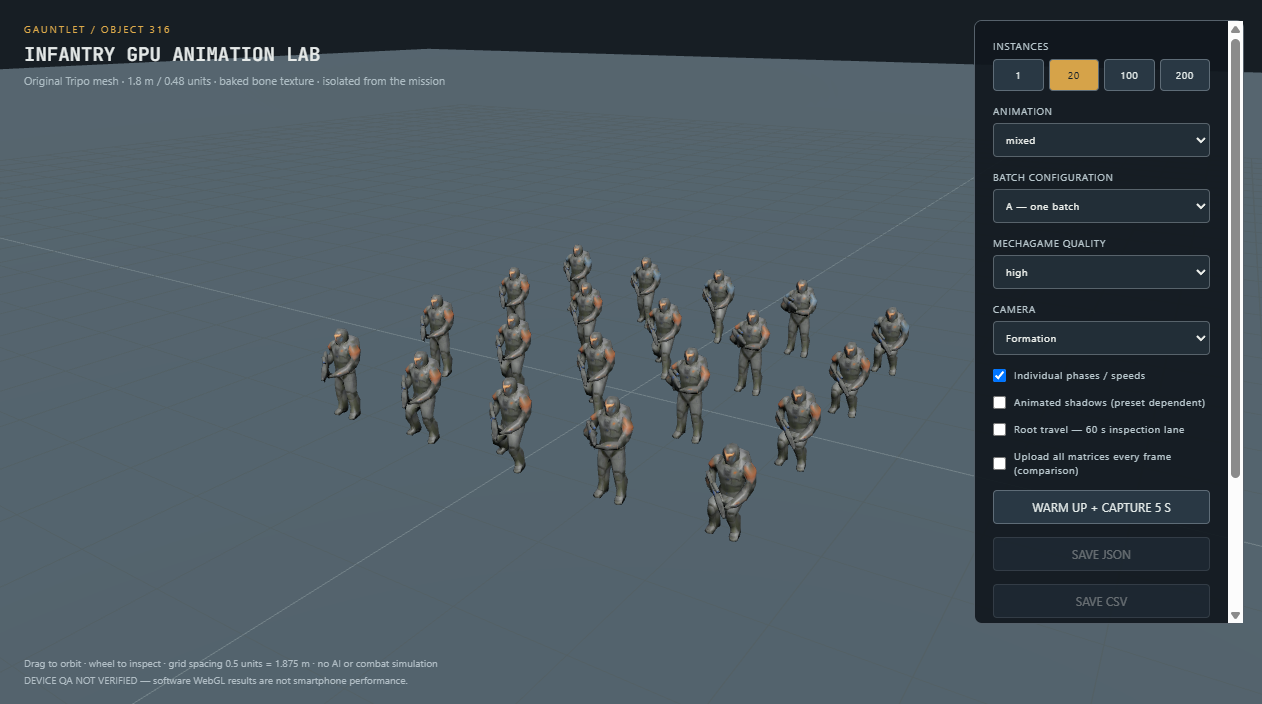 GAUNTLET / OBJECT 316
INFANTRY GPU ANIMATION LAB
Original Tripo mesh · 1.8 m / 0.48 units · baked bone texture · isolated from the mission
INSTANCES
1 20 100 200
ANIMATION
mixed
BATCH CONFIGURATION
A — one batch
MECHAGAME QUALITY
high
CAMERA
Formation
Individual phases / speeds
Animated shadows (preset dependent)
Root travel — 60 s inspection lane
Upload all matrices every frame
(comparison)
WARM UP + CAPTURE 5 S
SAVE JSON
SAVE CSV
Drag to orbit · wheel to inspect · grid spacing 0.5 units = 1.875 m · no AI or combat simulation
DEVICE QA NOT VERIFIED — software WebGL results are not smartphone performance.